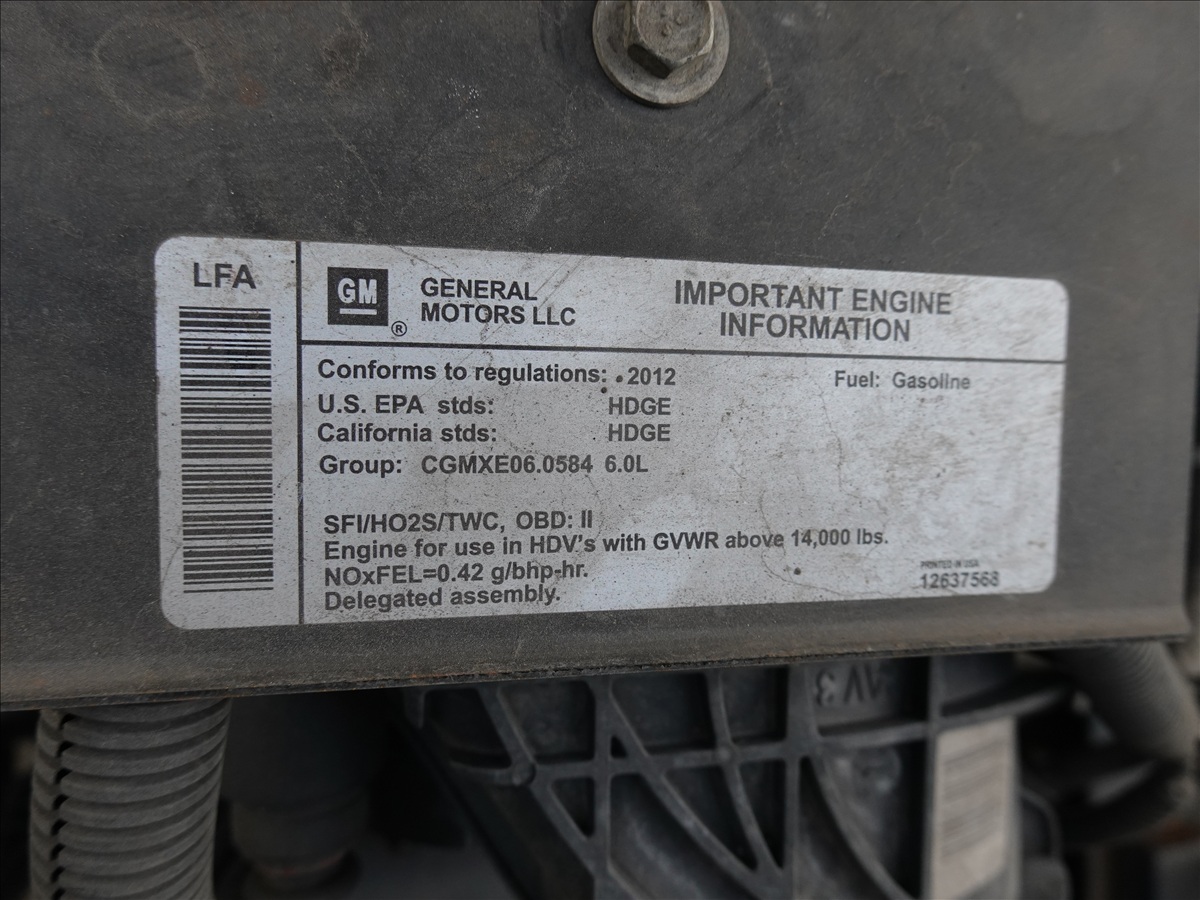 LFA
GM
®
GENERAL
MOTORS LLC
IMPORTANT ENGINE
INFORMATION
Conforms to regulations: 2012
Fuel: Gasoline
U.S. EPA stds: HDGE
California stds: HDGE
Group: CGMXE06.0584 6.0L
SFI/HO2S/TWC, OBD: II
Engine for use in HDV's with GVWR above 14,000 lbs.
NOxFEL=0.42 g/bhp-hr.
Delegated assembly.
PRINTED IN USA
12637568
AV 3